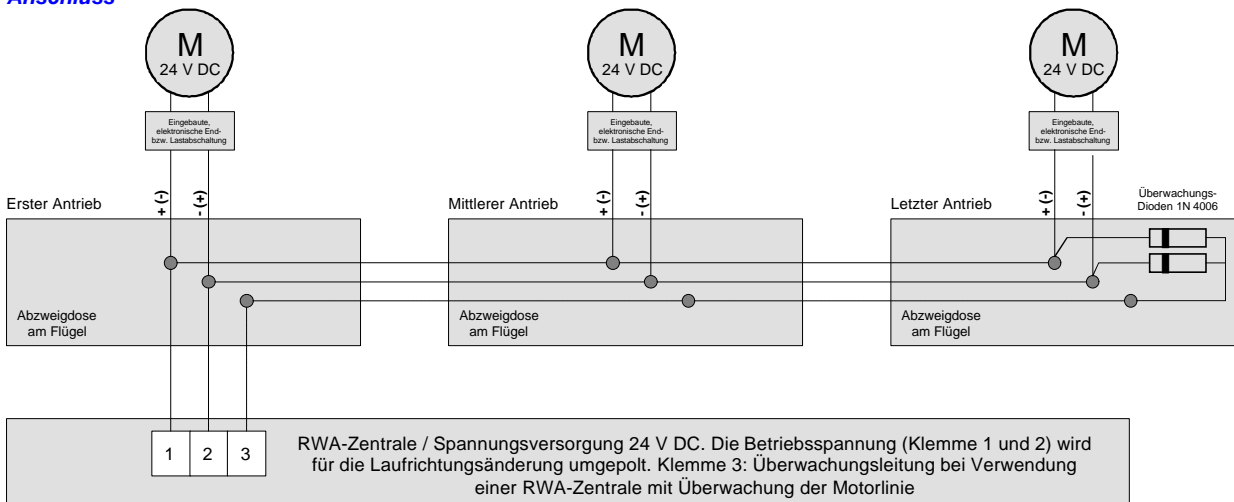 Anschluss
M
24 V DC
M
24 V DC
M
24 V DC
Eingebaute,
elektronische End-
bzw. Lastabschaltung
Eingebaute,
elektronische End-
bzw. Lastabschaltung
Eingebaute,
elektronische End-
bzw. Lastabschaltung
Erster Antrieb
+ (-)
- (+)
Mittlerer Antrieb
+ (-)
- (+)
Letzter Antrieb
+ (-)
- (+)
Überwachungs-
Dioden 1N 4006
Abzweigdose
am Flügel
Abzweigdose
am Flügel
Abzweigdose
am Flügel
1 2 3
RWA-Zentrale / Spannungsversorgung 24 V DC. Die Betriebsspannung (Klemme 1 und 2) wird
für die Laufrichtungsänderung umgepolt. Klemme 3: Überwachungsleitung bei Verwendung
einer RWA-Zentrale mit Überwachung der Motorlinie